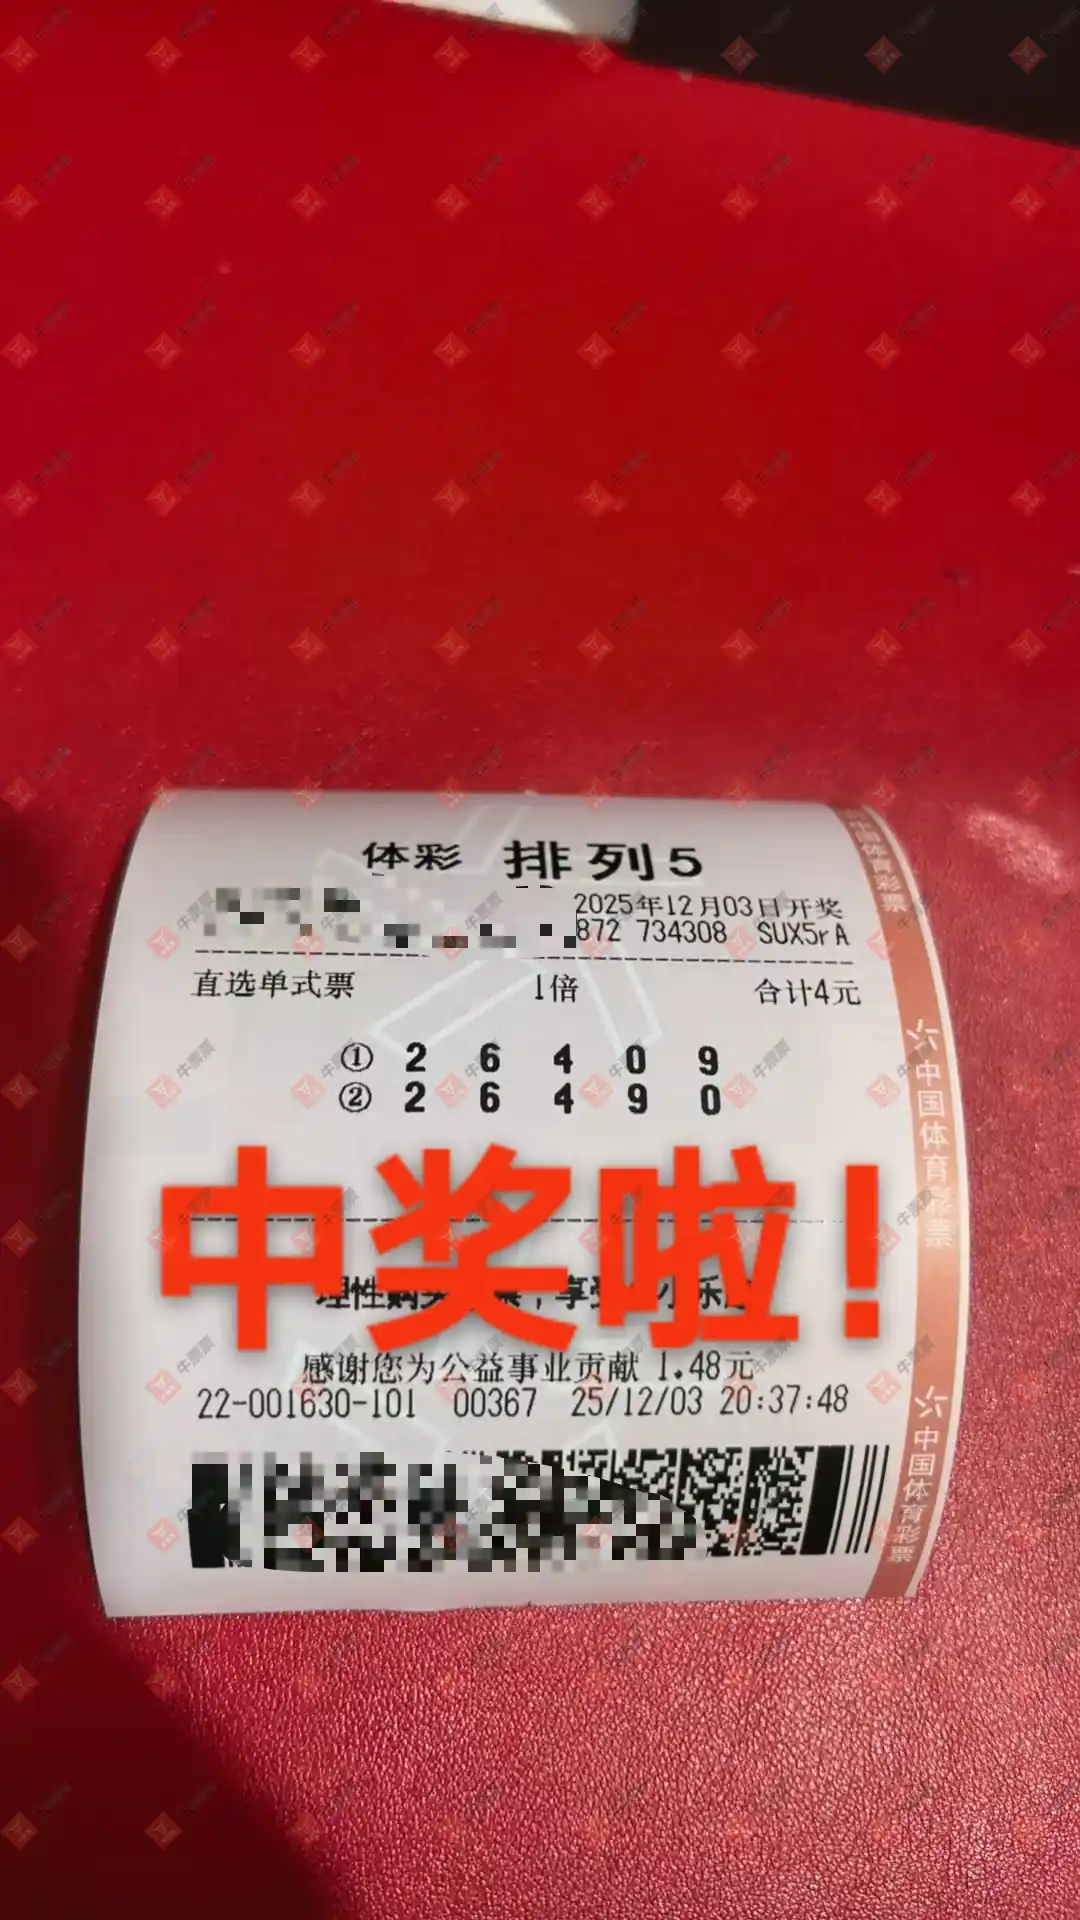 体彩 排列5
2025年12月03日开奖
872 734308 SUX5rA
直选单式票 1倍 合计4元
① 2 6 4 0 9
② 2 6 4 9 0
中奖啦!
感谢您为公益事业贡献 1.48元
22-001630-101 00367 25/12/03 20:37:48
中国体育彩票
中国体育彩票
牛票票